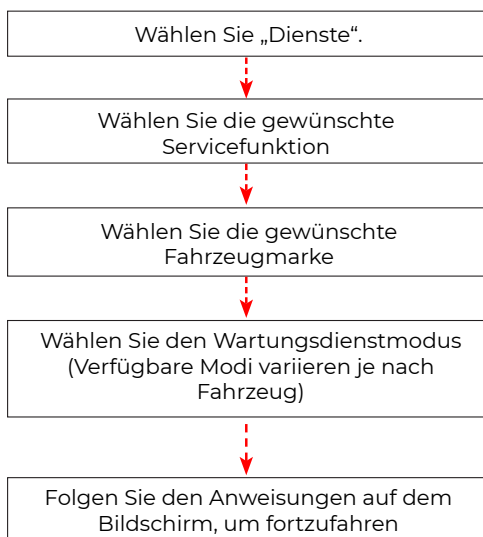 Wählen Sie „Dienste“.
Wählen Sie die gewünschte
Servicefunktion
Wählen Sie die gewünschte
Fahrzeugmarke
Wählen Sie den Wartungsdienstmodus
(Verfügbare Modi variieren je nach
Fahrzeug)
Folgen Sie den Anweisungen auf dem
Bildschirm, um fortzufahren